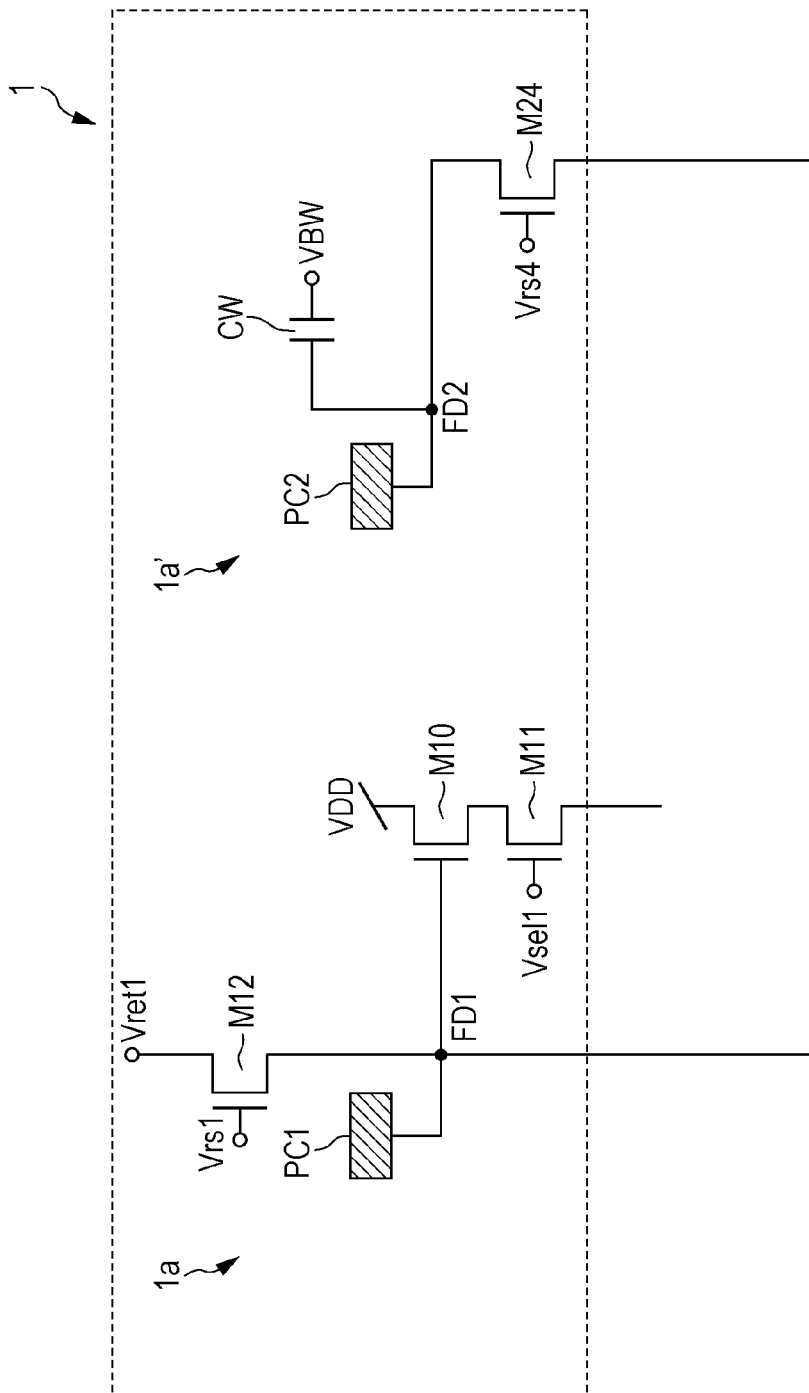 1
Vret1
1a
1a'
Vrs1
M12
CW
PC1
PC2
VBW
VDD
M10
FD1
FD2
Vsel1
M11
Vrs4
M24